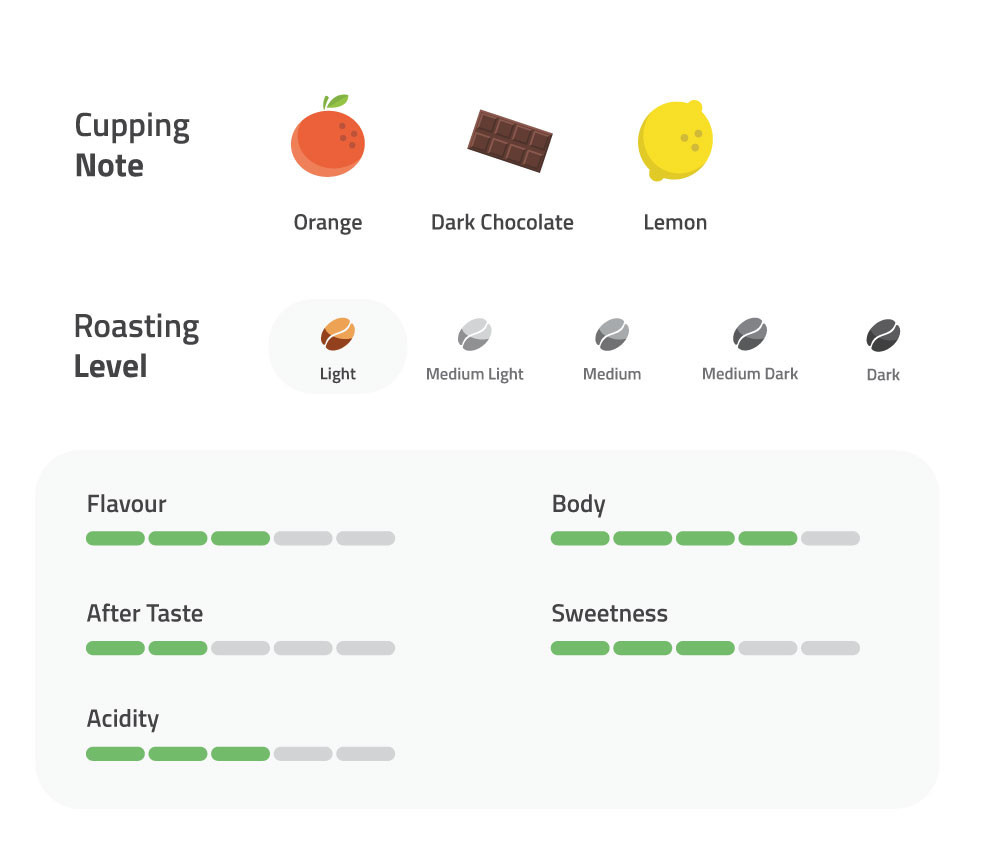 Cupping
Note
Orange
Dark Chocolate
Lemon
Roasting
Level
Light
Medium Light
Medium
Medium Dark
Dark
Flavour
Body
After Taste
Sweetness
Acidity